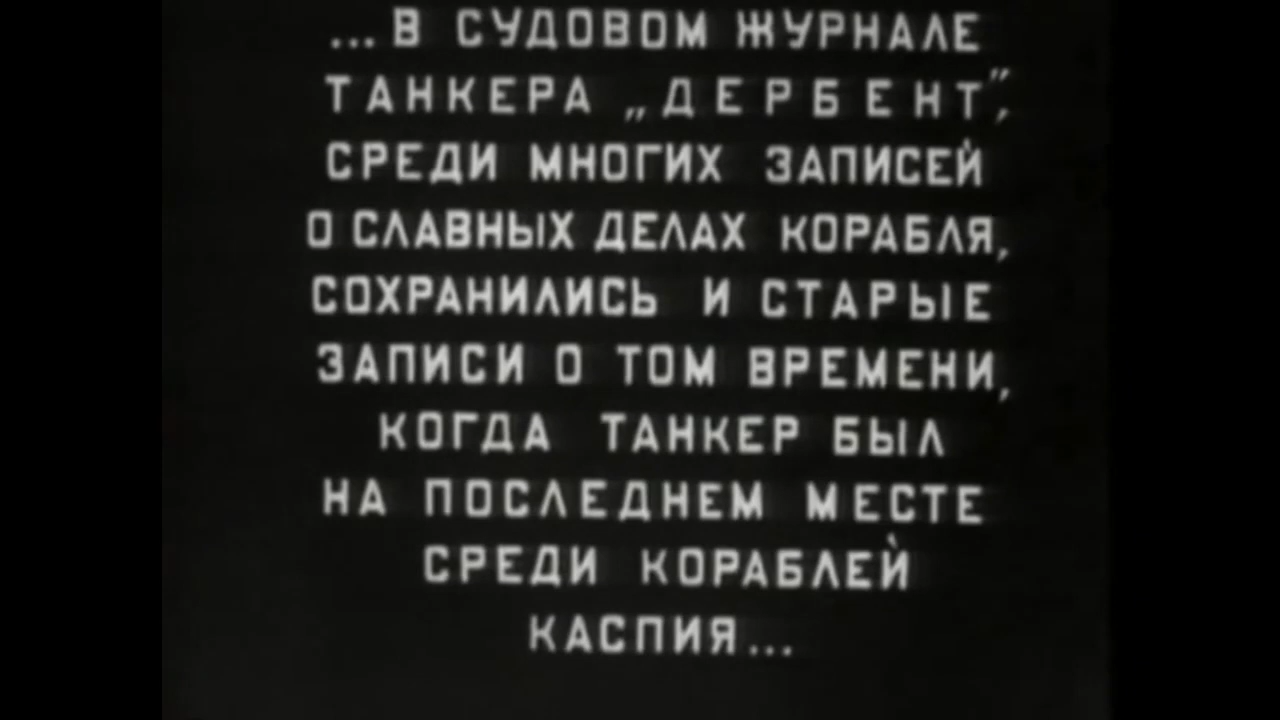 ...В СУДОВОМ ЖУРНАЛЕ
ТАНКЕРА „ДЕРБЕНТ”,
СРЕДИ МНОГИХ ЗАПИСЕЙ
О СЛАВНЫХ ДЕЛАХ КОРАБЛЯ,
СОХРАНИЛИСЬ И СТАРЫЕ
ЗАПИСИ О ТОМ ВРЕМЕНИ,
КОГДА ТАНКЕР БЫЛ
НА ПОСЛЕДНЕМ МЕСТЕ
СРЕДИ КОРАБЛЕЙ
КАСПИЯ...